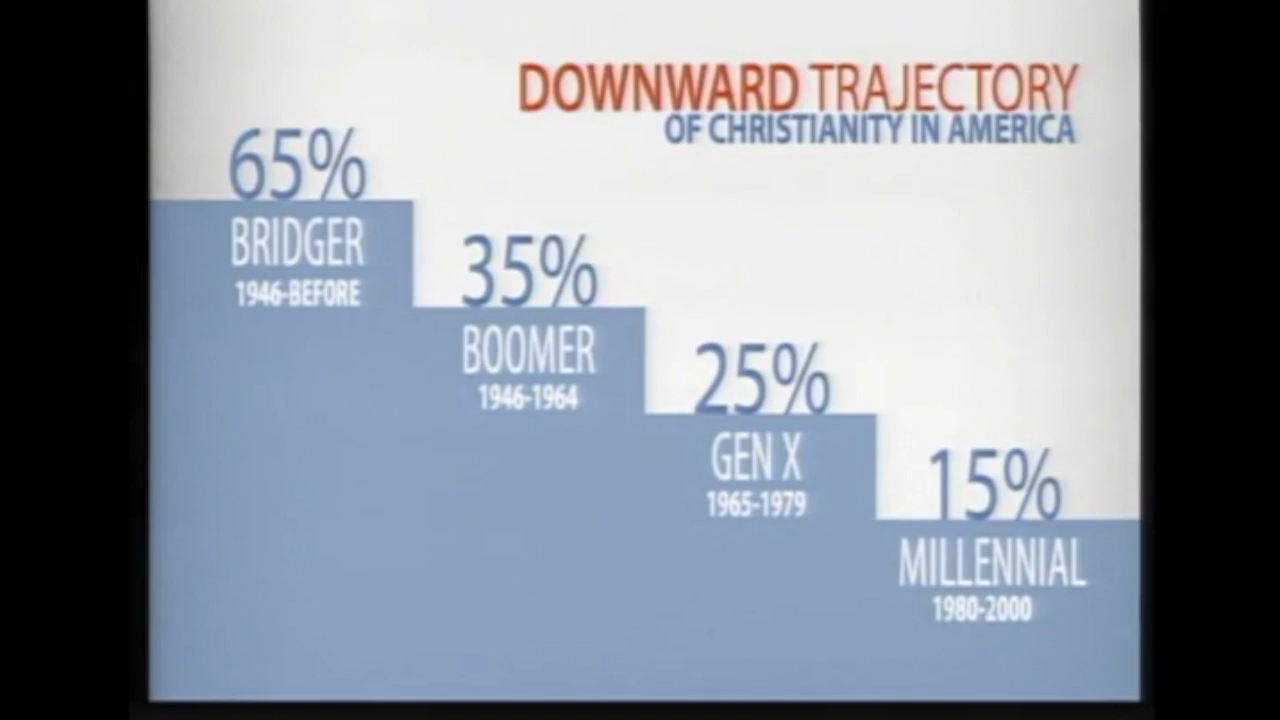 DOWNWARD TRAJECTORY
OF CHRISTIANITY IN AMERICA
65%
BRIDGER
1946-BEFORE
35%
BOOMER
1946-1964
25%
GEN X
1965-1979
15%
MILLENNIAL
1980-2000